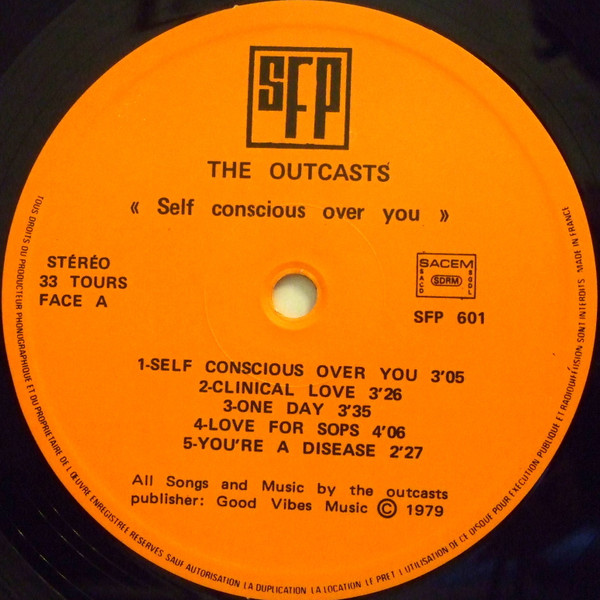 SFP
THE OUTCASTS
« Self conscious over you »
STÉRÉO
33 TOURS
FACE A
SACEM
SACD
SDRM
SGDL
SFP 601
1-SELF CONSCIOUS OVER YOU 3'05
2-CLINICAL LOVE 3'26
3-ONE DAY 3'35
4-LOVE FOR SOPS 4'06
5-YOU'RE A DISEASE 2'27
All Songs and Music by the outcasts
publisher: Good Vibes Music © 1979
TOUS DROITS DU PRODUCTEUR PHONOGRAPHIQUE ET DU PROPRIETAIRE DE L'ŒUVRE ENREGISTREE RESERVES SAUF AUTORISATION LA DUPLICATION LA LOCATION LE PRET L'UTILISATION DE CE DISQUE POUR EXECUTION PUBLIQUE ET RADIODIFFUSION SONT INTERDITS MADE IN FRANCE